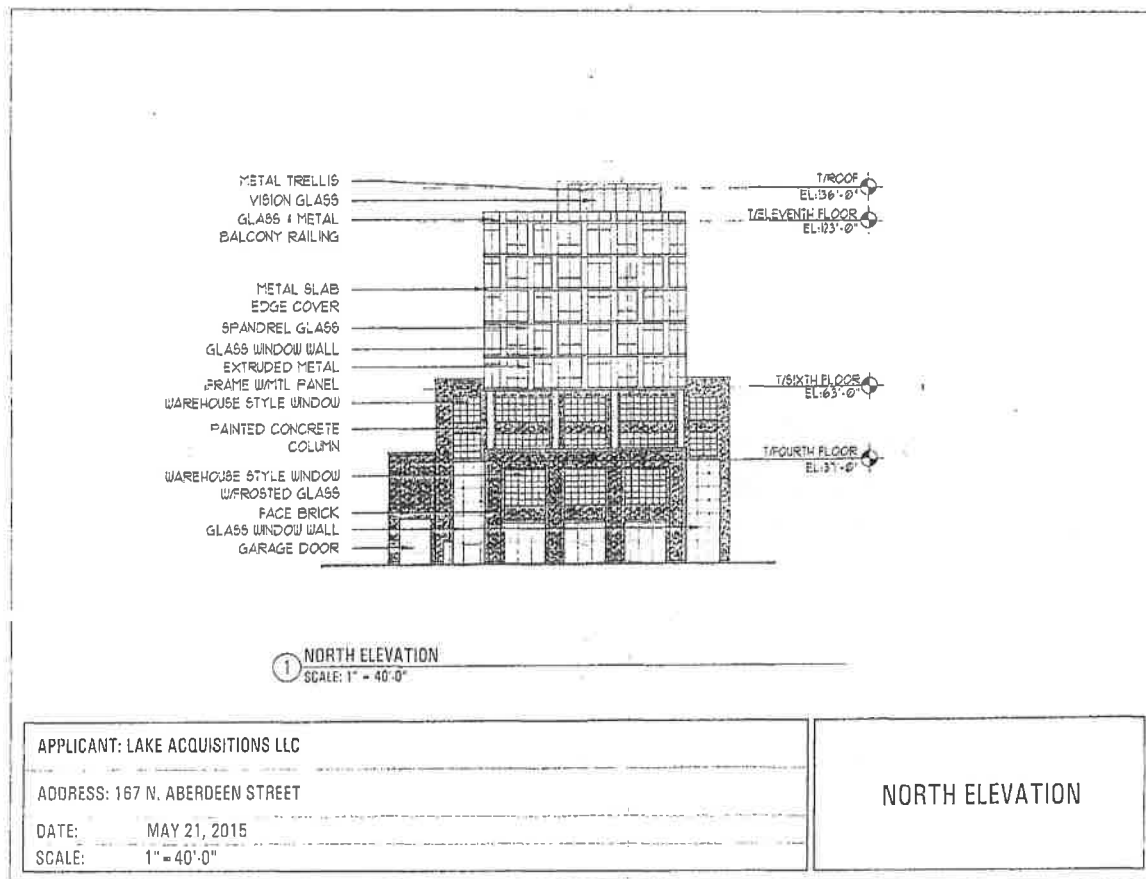 METAL TRELLIS
VISION GLASS
GLASS & METAL
BALCONY RAILING
METAL SLAB
EDGE COVER
SPANDREL GLASS
GLASS WINDOW WALL
EXTRUDED METAL
FRAME W/MTL PANEL
WAREHOUSE STYLE WINDOW
PAINTED CONCRETE
COLUMN
WAREHOUSE STYLE WINDOW
W/FROSTED GLASS
FACE BRICK
GLASS WINDOW WALL
GARAGE DOOR
T/ROOF
EL:136'-0"
T/ELEVENTH FLOOR
EL:123'-0"
T/SIXTH FLOOR
EL:63'-0"
T/FOURTH FLOOR
EL:37'-0"
1
NORTH ELEVATION
SCALE: 1" = 40'-0"
APPLICANT: LAKE ACQUISITIONS LLC
ADDRESS: 167 N. ABERDEEN STREET
DATE: MAY 21, 2015
SCALE: 1" = 40'-0"
NORTH ELEVATION